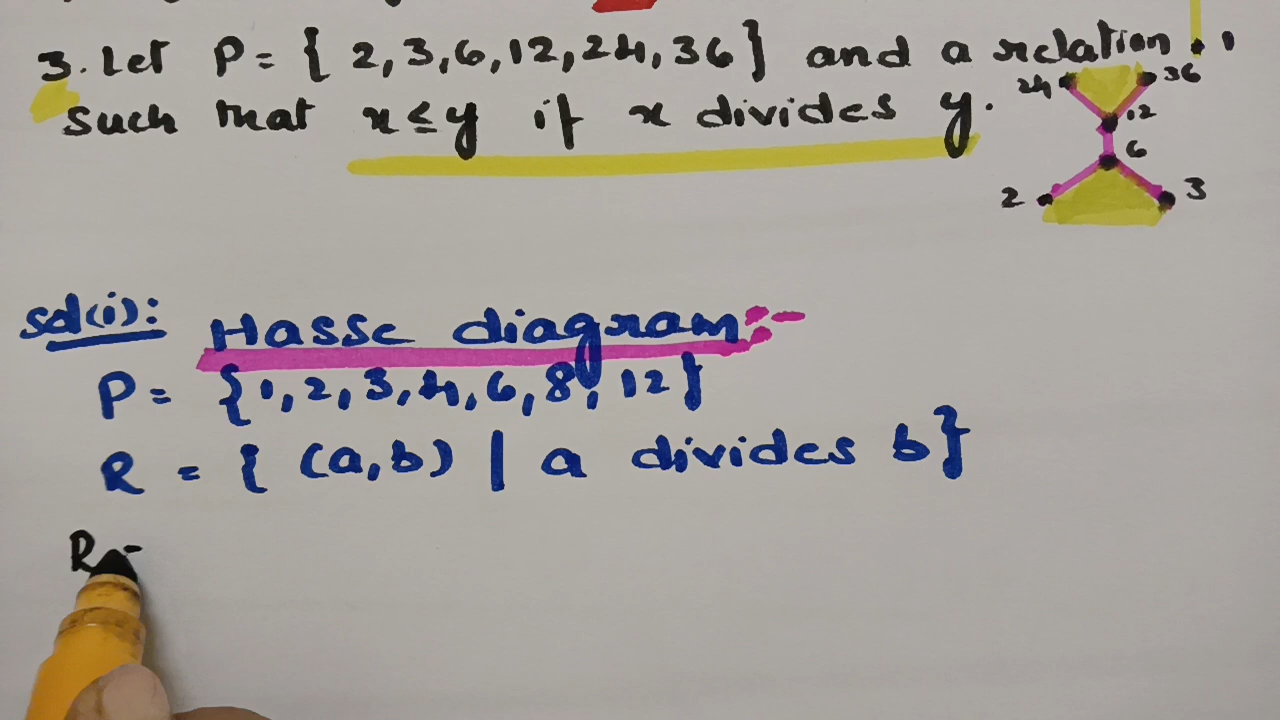 3. Let P = { 2, 3, 6, 12, 24, 36 } and a relation
such that x ≤ y if x divides y.
24 36
12
6
2 3
Sol(i):
Hasse diagram:-
P = {1, 2, 3, 4, 6, 8, 12}
R = { (a, b) | a divides b}
R =